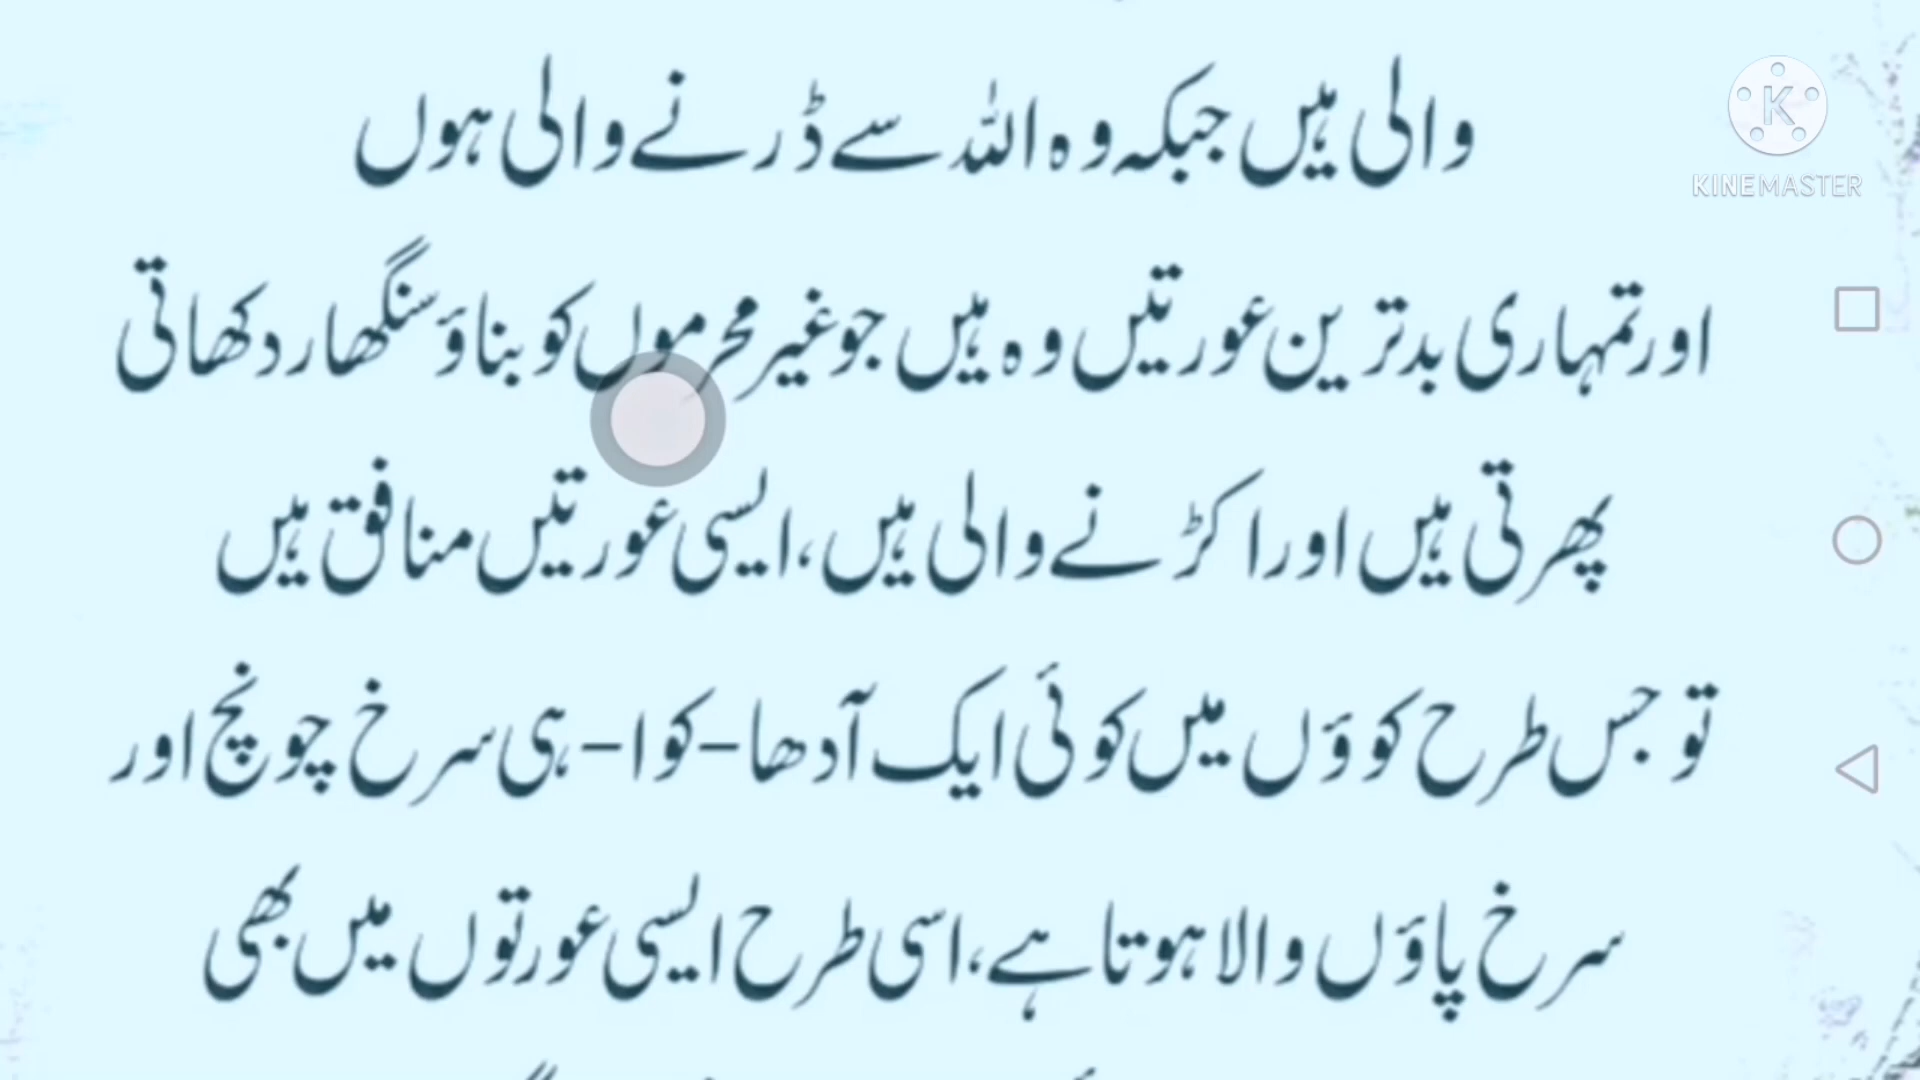 والی ہیں جبکہ وہ اللہ سے ڈرنے والی ہوں
اور تمہاری بدترین عورتیں وہ ہیں جو غیر محرموں کو بناؤ سنگھار دکھاتی
پھرتی ہیں اور اکڑنے والی ہیں، ایسی عورتیں منافق ہیں
تو جس طرح کوؤں میں کوئی ایک آدھا -کوا- ہی سرخ چونچ اور
سرخ پاؤں والا ہوتا ہے، اسی طرح ایسی عورتوں میں بھی
K
KINEMASTER